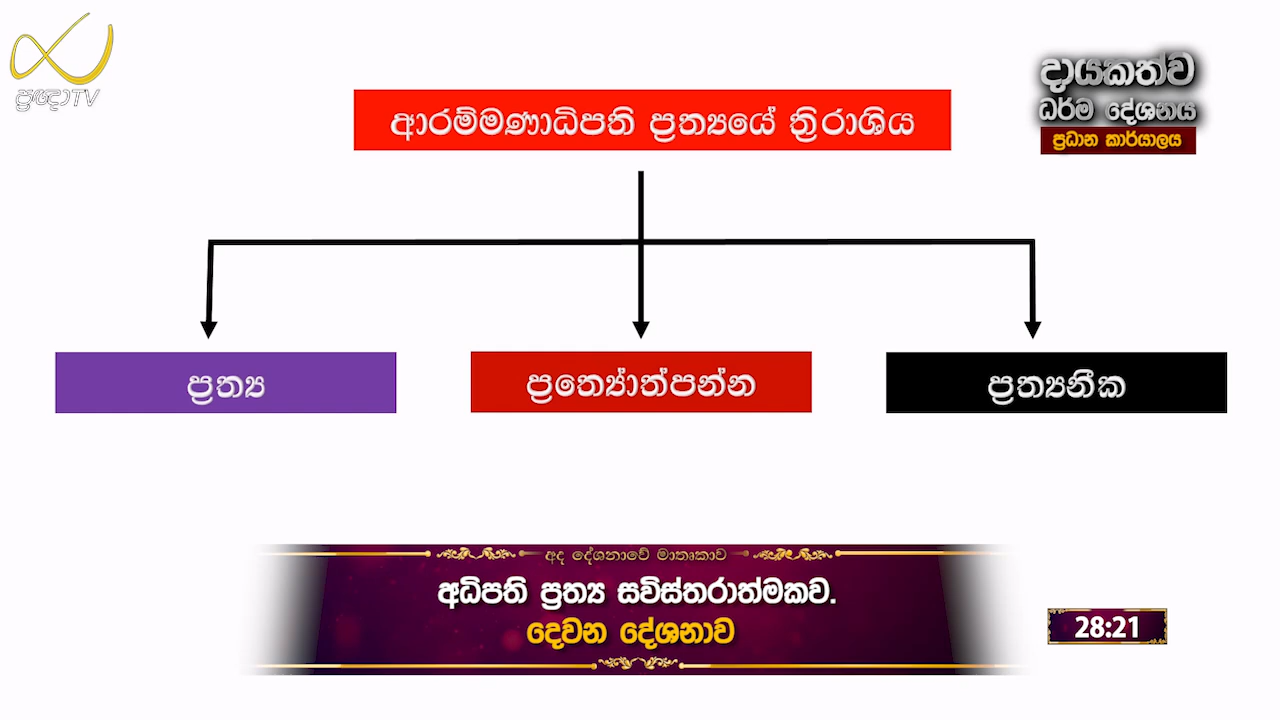 ප්‍රඥාTV
දායකත්ව
ධර්ම දේශනය
ප්‍රධාන කාර්යාලය
ආරම්මණාධිපති ප්‍රත්‍යයේ ත්‍රිරාශිය
ප්‍රත්‍ය
ප්‍රත්‍යෝත්පන්න
ප්‍රත්‍යනීක
අද දේශනාවේ මාතෘකාව
අධිපති ප්‍රත්‍ය සවිස්තරාත්මකව.
දෙවන දේශනාව
28:21